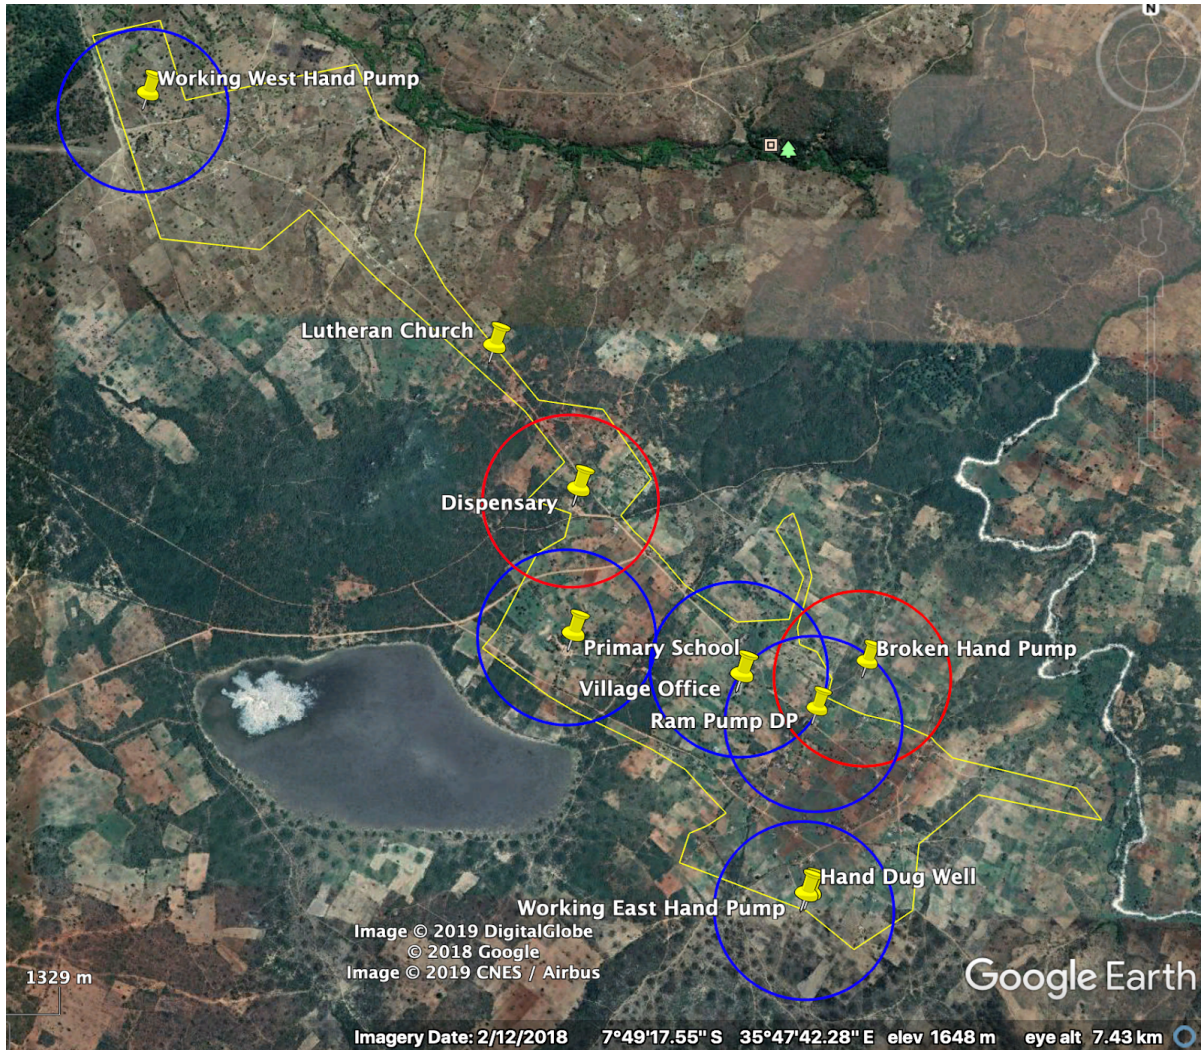 N
Working West Hand Pump
Lutheran Church
Dispensary
Primary School
Broken Hand Pump
Village Office
Ram Pump DP
Hand Dug Well
Working East Hand Pump
Image © 2019 DigitalGlobe
© 2018 Google
Image © 2019 CNES / Airbus
1329 m
Google Earth
Imagery Date: 2/12/2018 7°49'17.55" S 35°47'42.28" E elev 1648 m eye alt 7.43 km